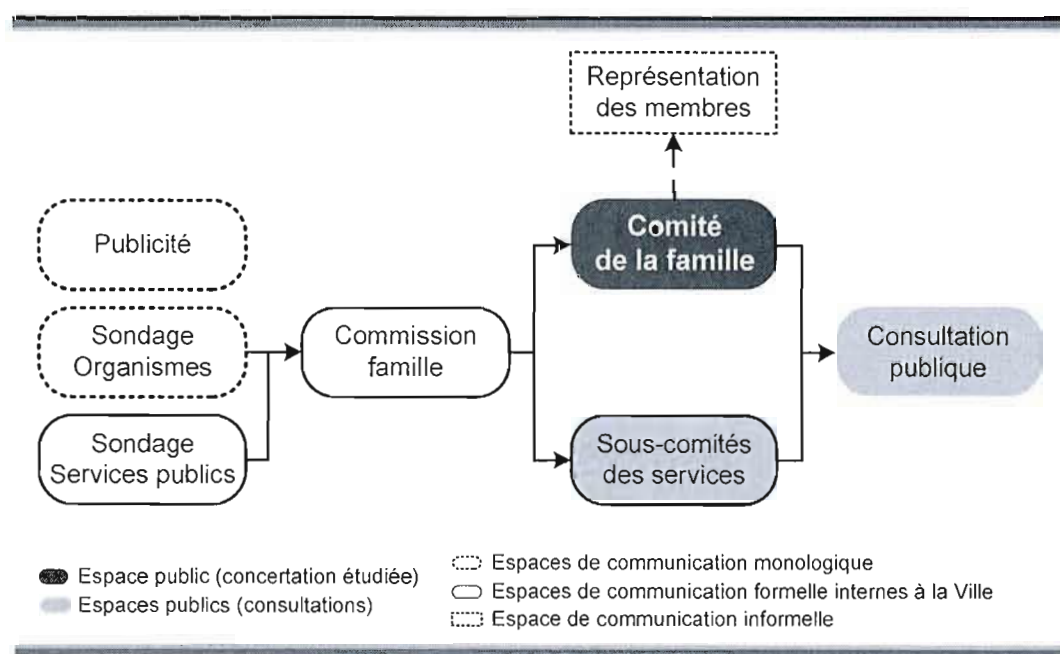 Représentation
des membres
Publicité
Comité
de la famille
Sondage
Organismes
Commission
famille
Consultation
publique
Sondage
Services publics
Sous-comités
des services
Espace public (concertation étudiée)
Espaces publics (consultations)
Espaces de communication monologique
Espaces de communication formelle internes à la Ville
Espace de communication informelle